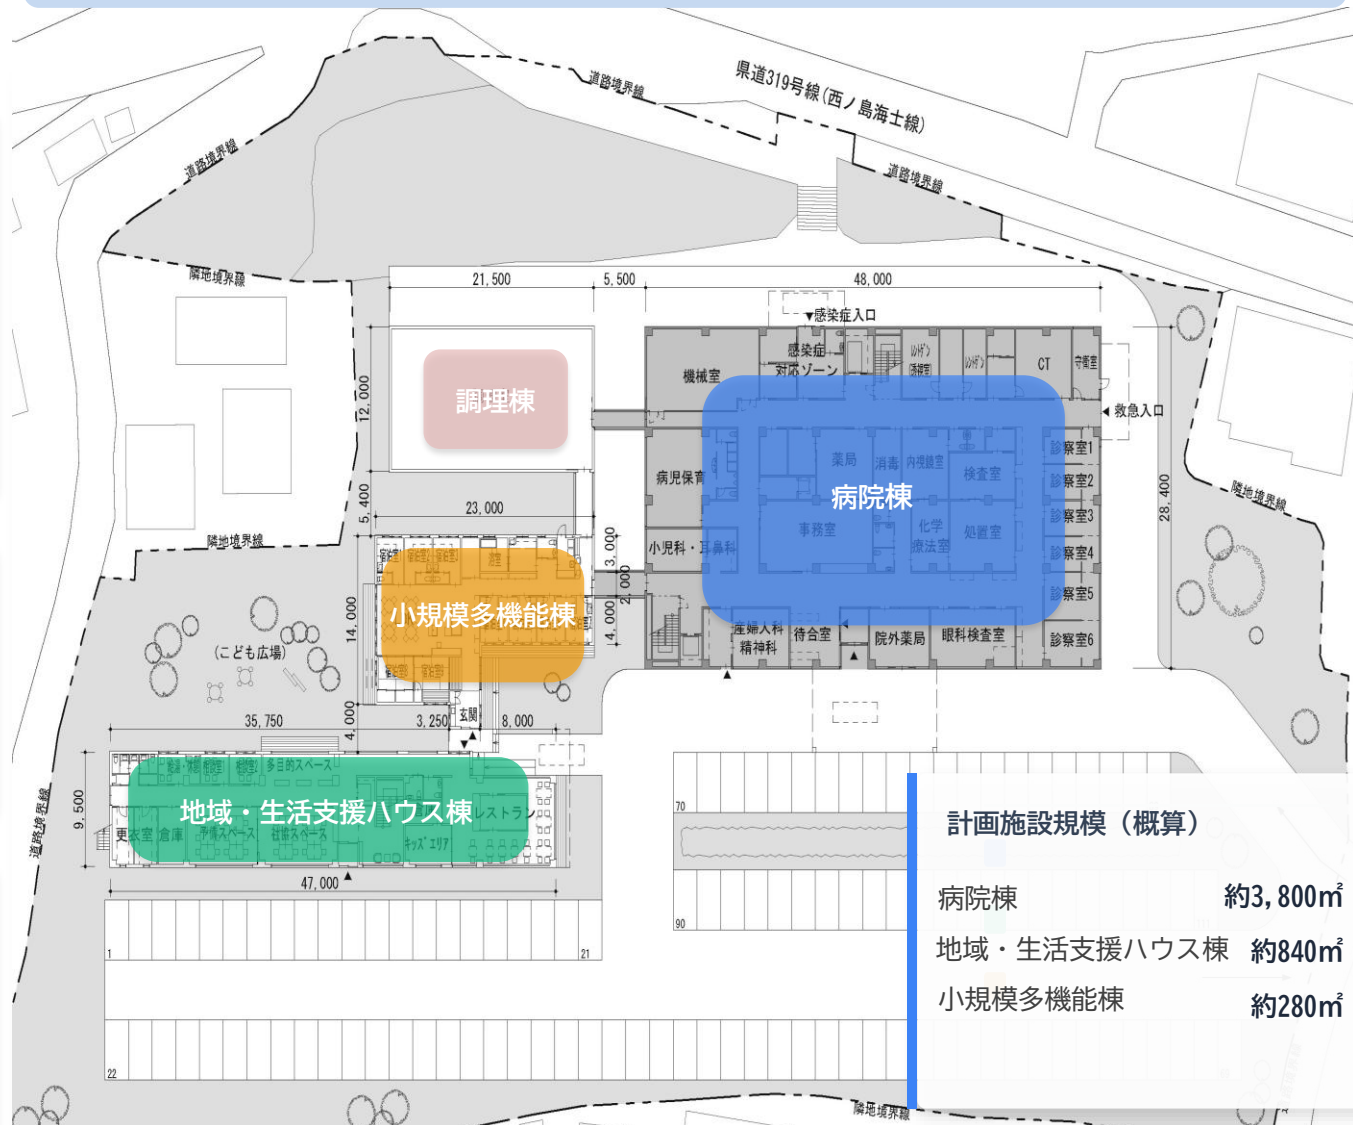 県道319号線(西ノ島海士線)
道路境界線
道路境界線
道路境界線
隣地境界線
21,500
5,500
48,000
▼感染症入口
感染症
対応ゾーン
機械室
CT
守衛室
調理棟
12,000
◀救急入口
病児保育
薬局
消毒
内視鏡室
検査室
診察室1
診察室2
診察室3
診察室4
診察室5
診察室6
病院棟
事務室
化学
療法室
処置室
小児科・耳鼻科
28,400
隣地境界線
5,400
23,000
隣地境界線
3,000
2,000
4,000
14,000
小規模多機能棟
産婦人科
精神科
待合室
院外薬局
眼科検査室
(こども広場)
35,750
4,000
3,250
玄関
8,000
多目的スペース
地域・生活支援ハウス棟
レストラン
9,500
更衣室
倉庫
社協スペース
キッズエリア
47,000
道路境界線
70
90
1
21
22
計画施設規模（概算）
病院棟 約3,800㎡
地域・生活支援ハウス棟 約840㎡
小規模多機能棟 約280㎡
隣地境界線